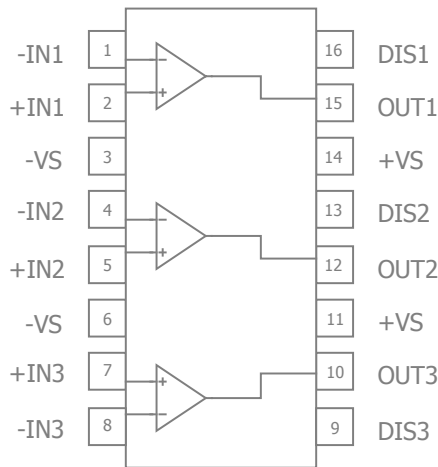 -IN1 1 − 16 DIS1
+IN1 2 + 15 OUT1
-VS 3 14 +VS
-IN2 4 − 13 DIS2
+IN2 5 + 12 OUT2
-VS 6 11 +VS
+IN3 7 + 10 OUT3
-IN3 8 − 9 DIS3